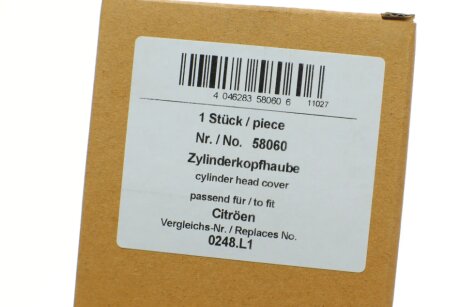 4 046283 58060 6 11027
1 Stück / piece
Nr. / No. 58060
Zylinderkopfhaube
cylinder head cover
passend für / to fit
Citröen
Vergleichs-Nr. / Replaces No.
0248.L1